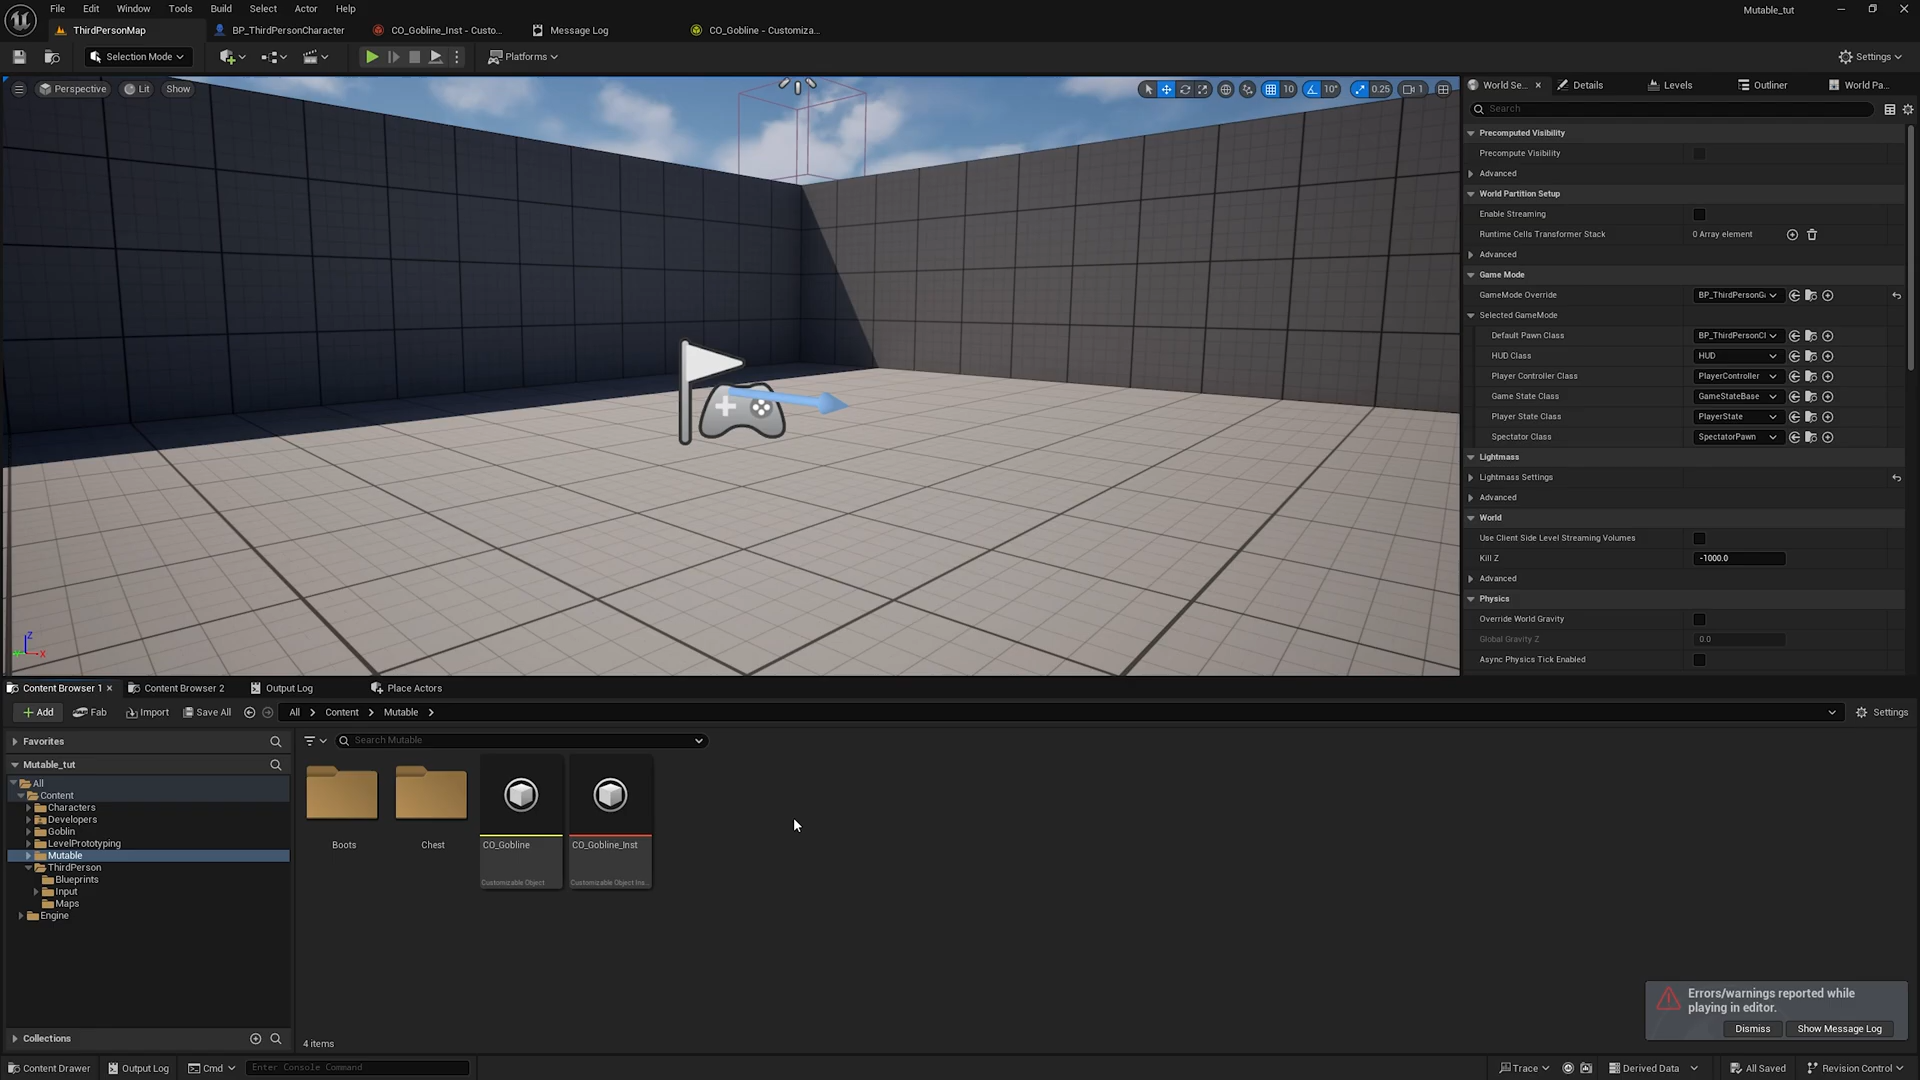 File Edit Window Tools Build Select Actor Help
Mutable_tut
ThirdPersonMap
BP_ThirdPersonCharacter
CO_Gobline_Inst - Custo...
Message Log
CO_Gobline - Customiza...
Selection Mode
Platforms
Settings
Perspective
Lit
Show
10
10°
0.25
1
World Se...
Details
Levels
Outliner
World Pa...
Search
Precomputed Visibility
Precompute Visibility
Advanced
World Partition Setup
Enable Streaming
Runtime Cells Transformer Stack
0 Array element
Advanced
Game Mode
GameMode Override
BP_ThirdPersonG
Selected GameMode
Default Pawn Class
BP_ThirdPersonCl
HUD Class
HUD
Player Controller Class
PlayerController
Game State Class
GameStateBase
Player State Class
PlayerState
Spectator Class
SpectatorPawn
Lightmass
Lightmass Settings
Advanced
World
Use Client Side Level Streaming Volumes
Kill Z
-1000.0
Advanced
Physics
Override World Gravity
Global Gravity Z
0.0
Async Physics Tick Enabled
Z
X
Content Browser 1
Content Browser 2
Output Log
Place Actors
Add
Fab
Import
Save All
All
Content
Mutable
Settings
Favorites
Search Mutable
Mutable_tut
All
Content
Characters
Developers
Goblin
LevelPrototyping
Mutable
ThirdPerson
Blueprints
Input
Maps
Engine
Boots
Chest
CO_Gobline
Customizable Object
CO_Gobline_Inst
Customizable Object Ins...
Errors/warnings reported while
playing in editor.
Dismiss
Show Message Log
Collections
4 items
Content Drawer
Output Log
Cmd
Enter Console Command
Trace
Derived Data
All Saved
Revision Control